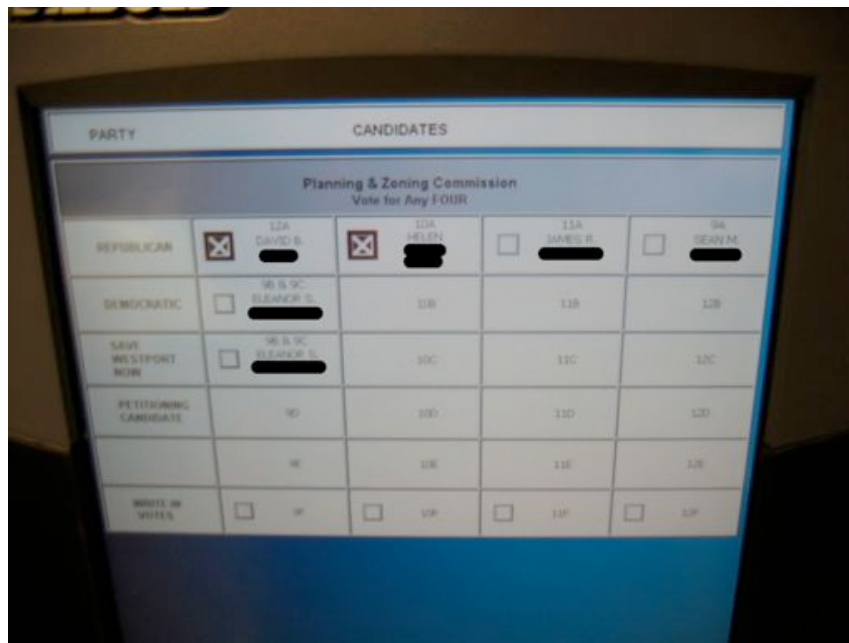 PARTY CANDIDATES
Planning & Zoning Commission
Vote for Any FOUR
12A 10A 11A 9A
REPUBLICAN DAVID B. HELEN JAMES R. SEAN M.
9B & 9C
DEMOCRATIC ELEANOR S. 10B 11B 12B
SAVE 9B & 9C
WESTPORT ELEANOR S. 10C 11C 12C
NOW
PETITIONING 9D 10D 11D 12D
CANDIDATE
9E 10E 11E 12E
WRITE IN 9F 10F 11F 12F
VOTES